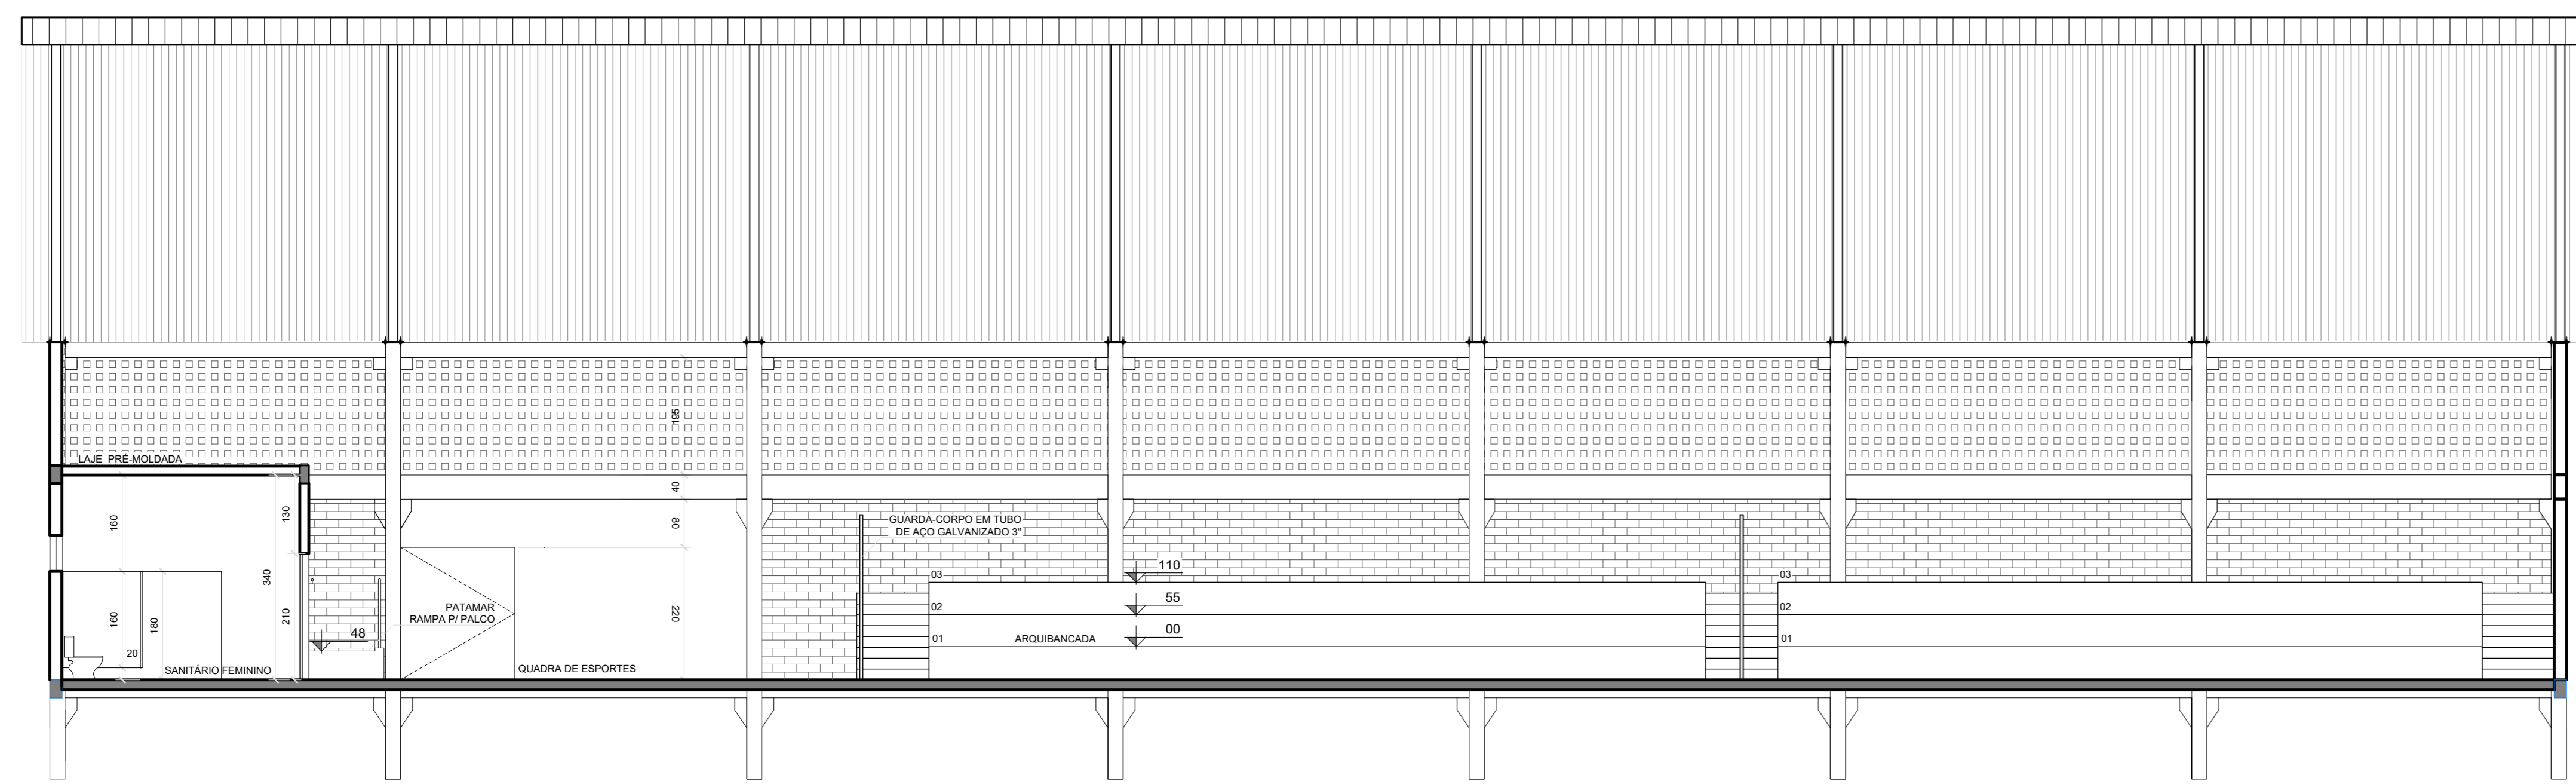 195
LAJE PRÉ-MOLDADA
40
160
130
80
GUARDA-CORPO EM TUBO
DE AÇO GALVANIZADO 3"
340
110
03
03
55
160
180
210
PATAMAR
RAMPA P/ PALCO
220
02
02
48
00
01
ARQUIBANCADA
01
20
SANITÁRIO FEMININO
QUADRA DE ESPORTES